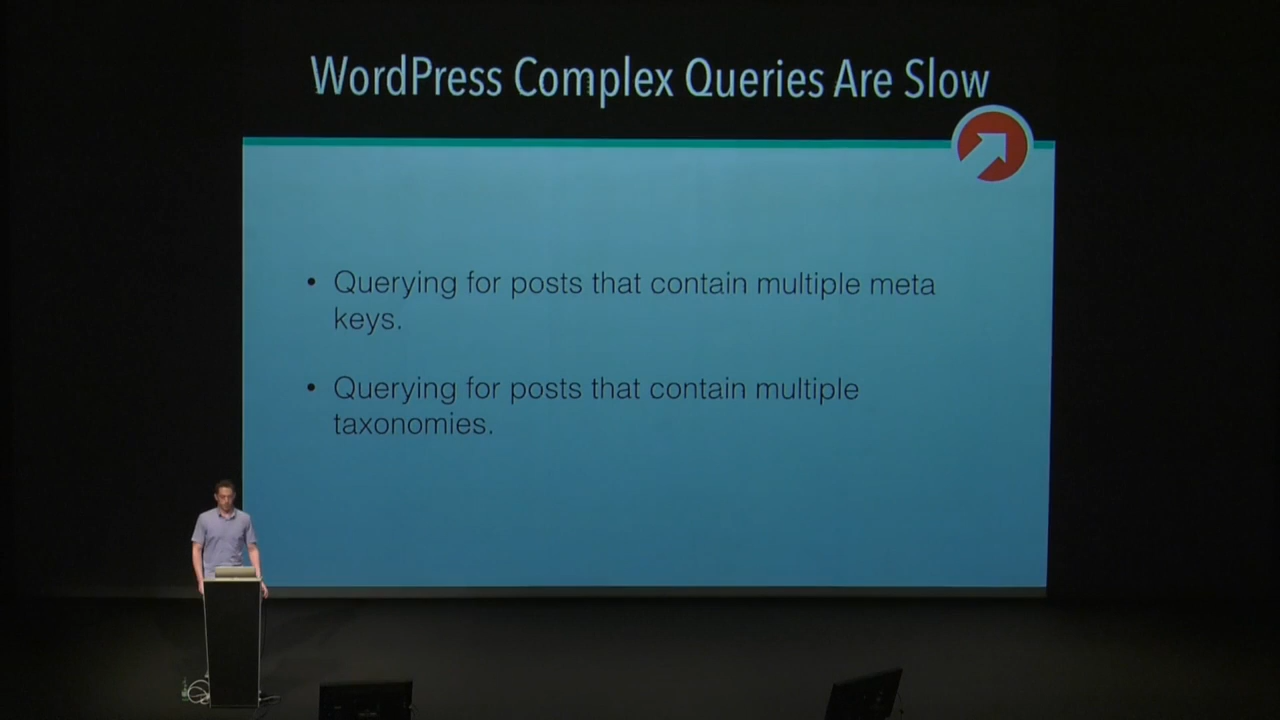 WordPress Complex Queries Are Slow
• Querying for posts that contain multiple meta
keys.
• Querying for posts that contain multiple
taxonomies.